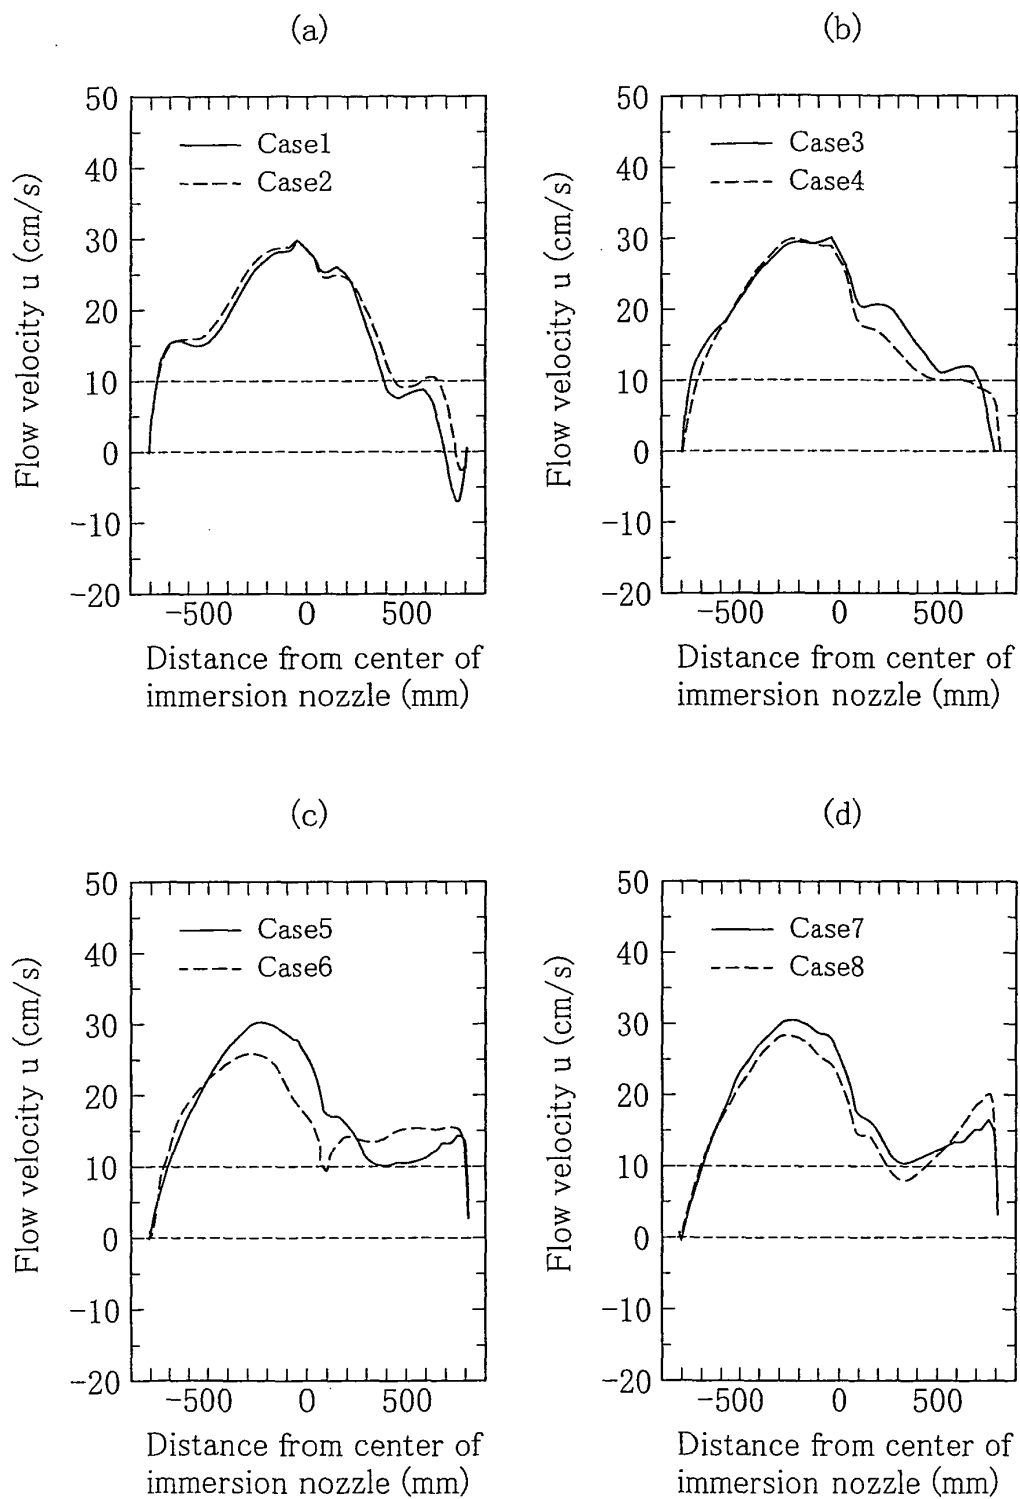 (a)
50
40
30
20
10
0
−10
−20
Case1
Case2
Flow velocity u (cm/s)
−500 0 500
Distance from center of
immersion nozzle (mm)
(b)
50
40
30
20
10
0
−10
−20
Case3
Case4
Flow velocity u (cm/s)
−500 0 500
Distance from center of
immersion nozzle (mm)
(c)
50
40
30
20
10
0
−10
−20
Case5
Case6
Flow velocity u (cm/s)
−500 0 500
Distance from center of
immersion nozzle (mm)
(d)
50
40
30
20
10
0
−10
−20
Case7
Case8
Flow velocity u (cm/s)
−500 0 500
Distance from center of
immersion nozzle (mm)